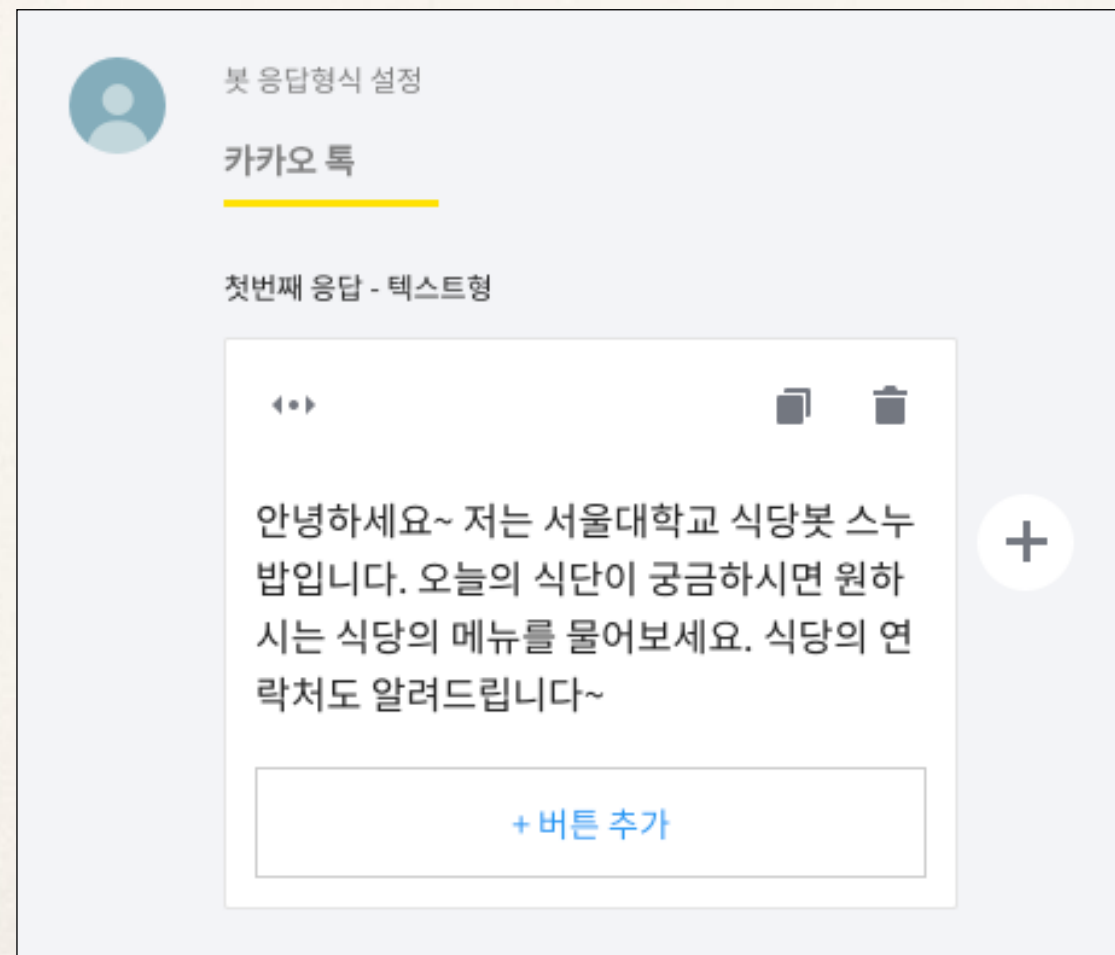 봇 응답형식 설정
카카오 톡
첫번째 응답 - 텍스트형
안녕하세요~ 저는 서울대학교 식당봇 스누
밥입니다. 오늘의 식단이 궁금하시면 원하
시는 식당의 메뉴를 물어보세요. 식당의 연
락처도 알려드립니다~
+ 버튼 추가